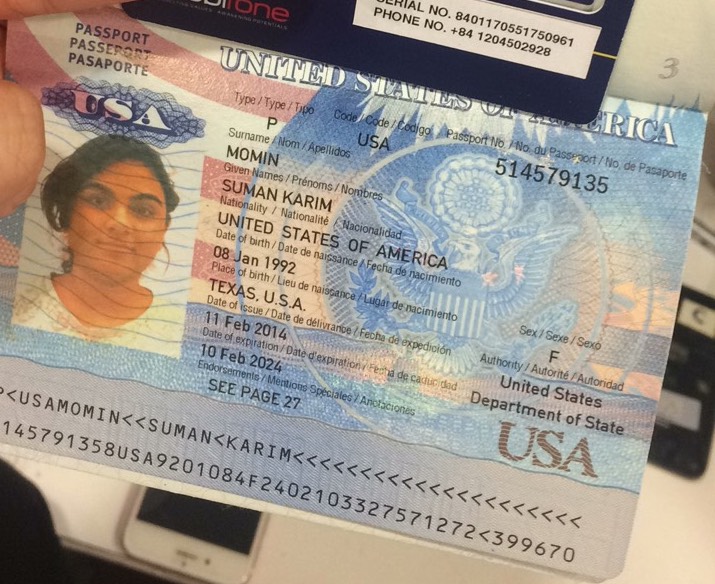 bifone
SERIAL NO. 8401170551750961
PHONE NO. +84 1204502928
3
PASSPORT
PASSEPORT
PASAPORTE
USA
UNITED STATES OF AMERICA
Type / Type / Tipo Code / Code / Código Passport No. / No. du Passeport / No. de Pasaporte
P USA 514579135
Surname / Nom / Apellidos
MOMIN
Given Names / Prénoms / Nombres
SUMAN KARIM
Nationality / Nationalité / Nacionalidad
UNITED STATES OF AMERICA
Date of birth / Date de naissance / Fecha de nacimiento
08 Jan 1992
Place of birth / Lieu de naissance / Lugar de nacimiento
TEXAS, U.S.A.
Date of issue / Date de délivrance / Fecha de expedición
11 Feb 2014
Date of expiration / Date d'expiration / Fecha de caducidad
10 Feb 2024
Endorsements / Mentions Spéciales / Anotaciones
SEE PAGE 27
Sex / Sexe / Sexo
F
Authority / Autorité / Autoridad
United States
Department of State
USA
P<USAMOMIN<<SUMAN<KARIM<<<<<<<<<<<<<<<<<<<<<
145791358USA9201084F2402103327571272<399670